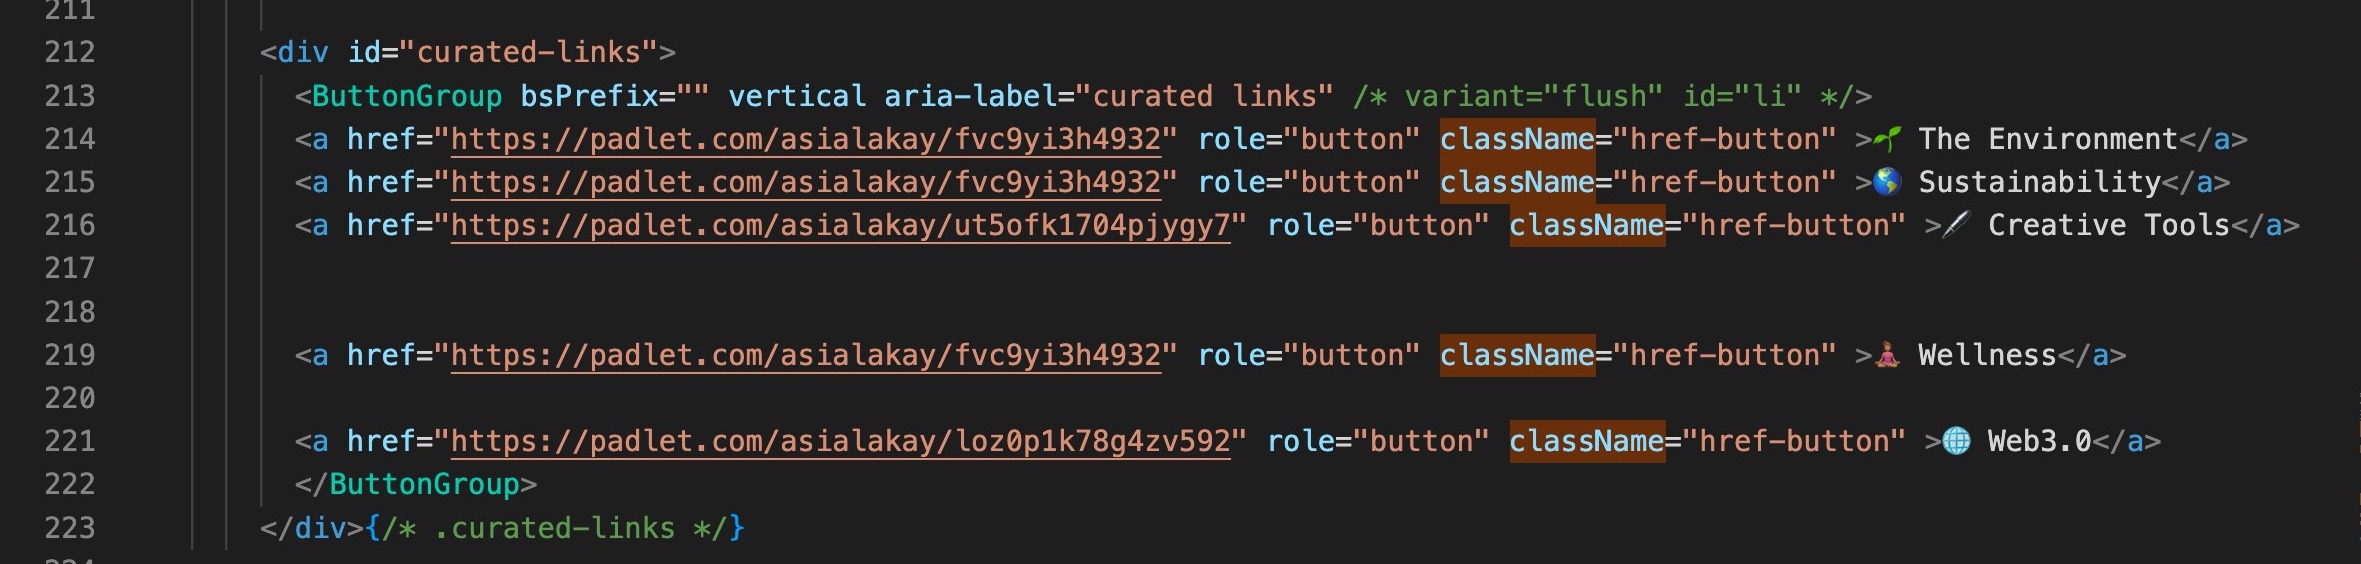 211
212 <div id="curated-links">
213 <ButtonGroup bsPrefix="" vertical aria-label="curated links" /* variant="flush" id="li" */>
214 <a href="https://padlet.com/asialakay/fvc9yi3h4932" role="button" className="href-button" >🌱 The Environment</a>
215 <a href="https://padlet.com/asialakay/fvc9yi3h4932" role="button" className="href-button" >🌎 Sustainability</a>
216 <a href="https://padlet.com/asialakay/ut5ofk1704pjygy7" role="button" className="href-button" >🖋 Creative Tools</a>
217
218
219 <a href="https://padlet.com/asialakay/fvc9yi3h4932" role="button" className="href-button" >🧘🏾‍♀️ Wellness</a>
220
221 <a href="https://padlet.com/asialakay/loz0p1k78g4zv592" role="button" className="href-button" >🌐 Web3.0</a>
222 </ButtonGroup>
223 </div>{/* .curated-links */}
224